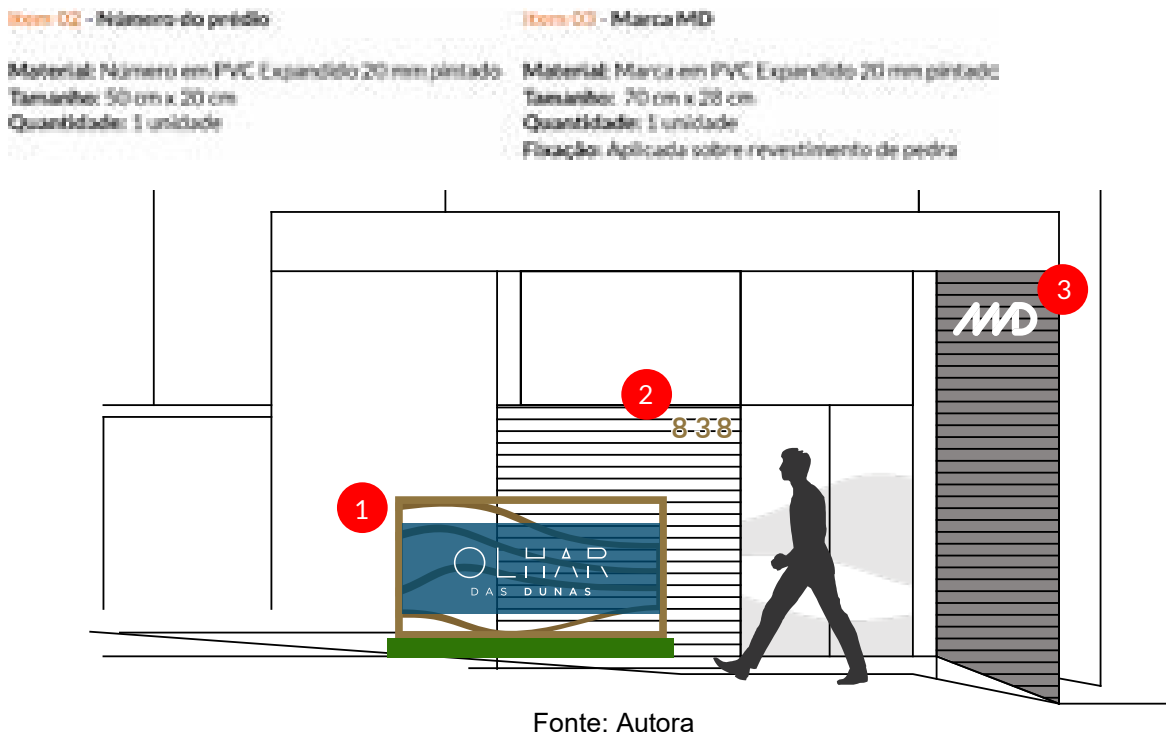 Item 02 - Número do prédio
Material: Número em PVC Expandido 20 mm pintado
Tamanho: 50 cm x 20 cm
Quantidade: 1 unidade
Item 03 - Marca MD
Material: Marca em PVC Expandido 20 mm pintado
Tamanho: 70 cm x 28 cm
Quantidade: 1 unidade
Fixação: Aplicada sobre revestimento de pedra
3
MD
2
838
1
OLHAR
DAS DUNAS
Fonte: Autora